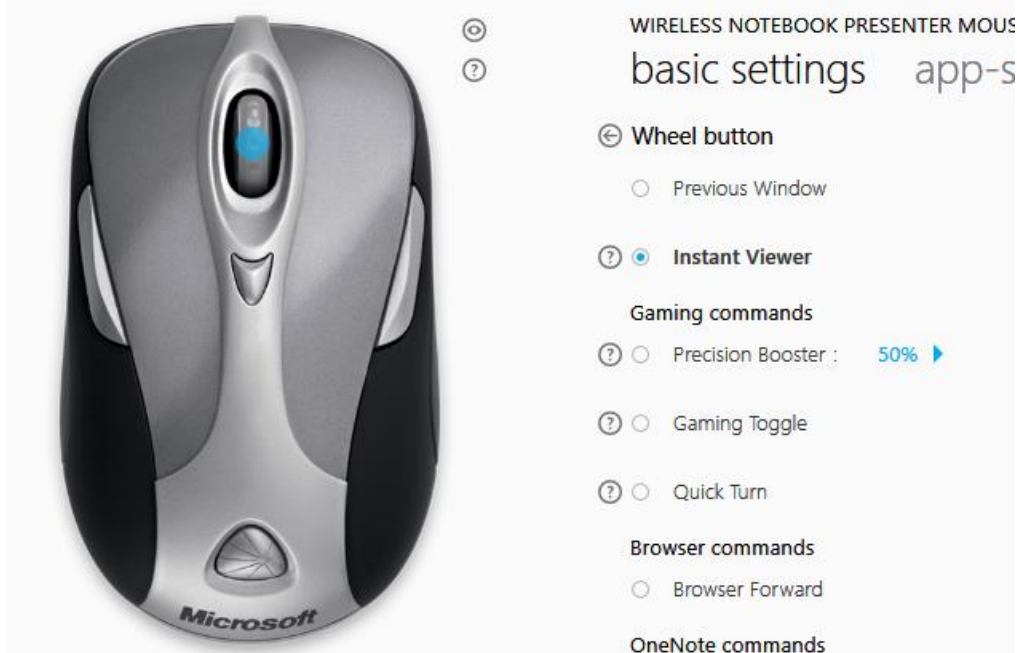 WIRELESS NOTEBOOK PRESENTER MOUS
basic settings app-s
Wheel button
Previous Window
? Instant Viewer
Gaming commands
? Precision Booster : 50%
? Gaming Toggle
? Quick Turn
Browser commands
Browser Forward
OneNote commands
?
Microsoft